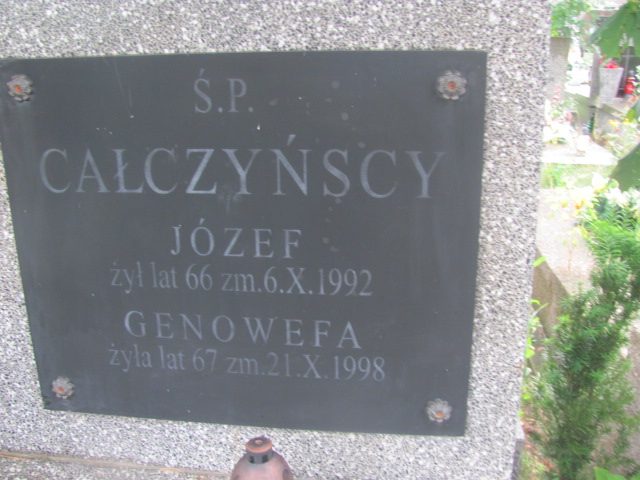 Ś.P.
CAŁCZYŃSCY
JÓZEF
żył lat 66 zm.6.X.1992
GENOWEFA
żyła lat 67 zm.21.X.1998